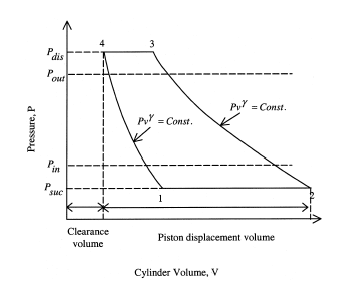 4
3
P_dis
P_out
Pv^γ = Const.
Pv^γ = Const.
Pressure, P
P_in
P_suc
1
2
Clearance
volume
Piston displacement volume
Cylinder Volume, V